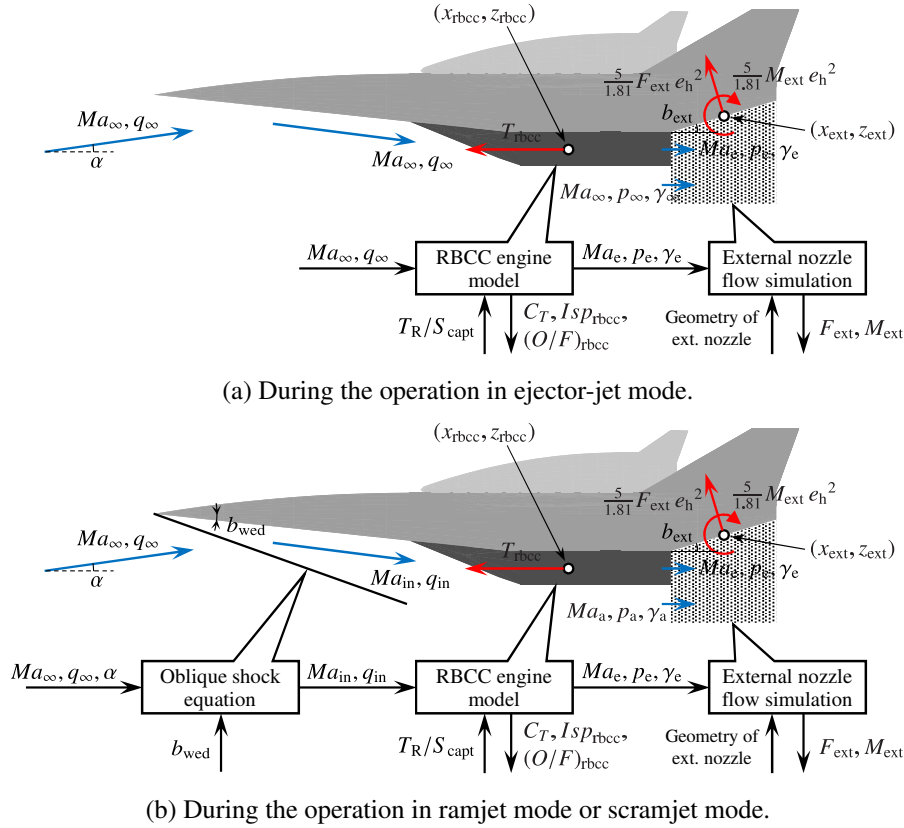 (x_rbcc, z_rbcc)
5/1.81 F_ext e_h^2
5/1.81 M_ext e_h^2
b_ext
Ma_∞, q_∞
α
T_rbcc
(x_ext, z_ext)
Ma_∞, q_∞
Ma_e, p_e, γ_e
Ma_∞, p_∞, γ_∞
Ma_∞, q_∞
RBCC engine
model
Ma_e, p_e, γ_e
External nozzle
flow simulation
T_R/S_capt
C_T, Isp_rbcc,
(O/F)_rbcc
Geometry of
ext. nozzle
F_ext, M_ext
(a) During the operation in ejector-jet mode.
(x_rbcc, z_rbcc)
5/1.81 F_ext e_h^2
5/1.81 M_ext e_h^2
b_wed
b_ext
Ma_∞, q_∞
α
T_rbcc
(x_ext, z_ext)
Ma_in, q_in
Ma_e, p_e, γ_e
Ma_a, p_a, γ_a
Ma_∞, q_∞, α
Oblique shock
equation
Ma_in, q_in
RBCC engine
model
Ma_e, p_e, γ_e
External nozzle
flow simulation
b_wed
T_R/S_capt
C_T, Isp_rbcc,
(O/F)_rbcc
Geometry of
ext. nozzle
F_ext, M_ext
(b) During the operation in ramjet mode or scramjet mode.